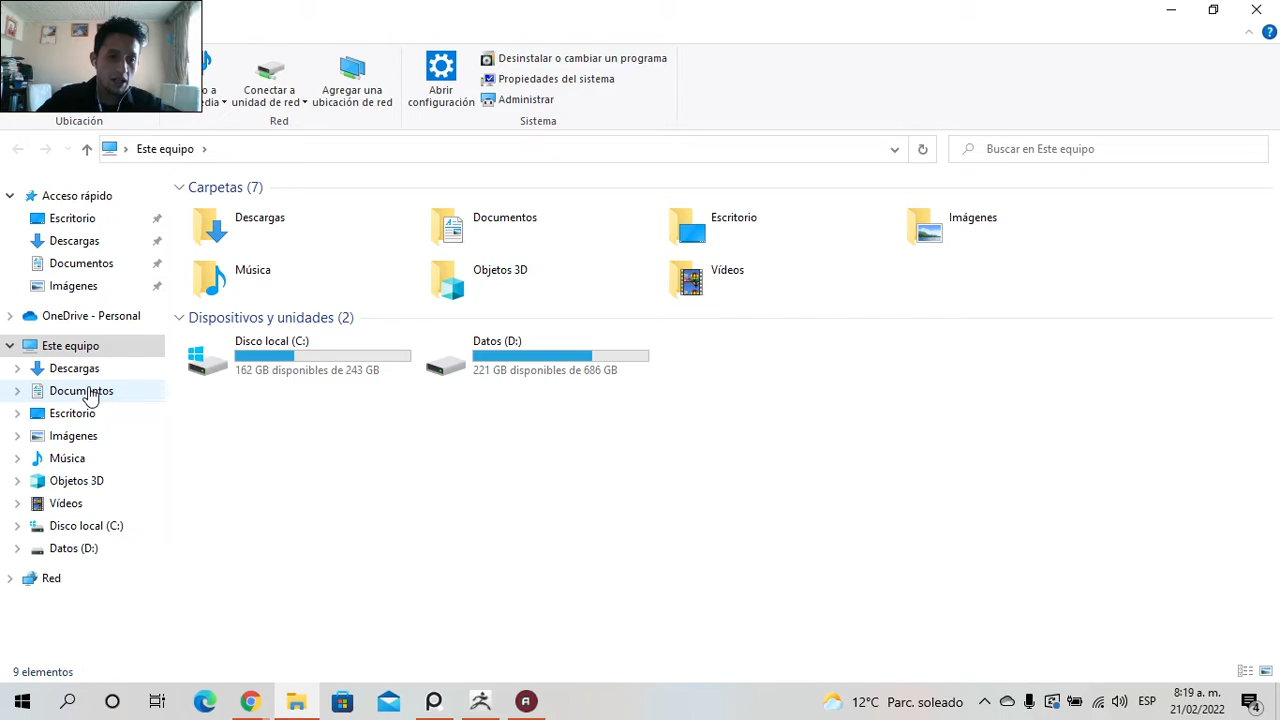 o a
edia
Conectar a
unidad de red
Agregar una
ubicación de red
Abrir
configuración
Desinstalar o cambiar un programa
Propiedades del sistema
Administrar
Ubicación
Red
Sistema
Este equipo
Buscar en Este equipo
Acceso rápido
Escritorio
Descargas
Documentos
Imágenes
OneDrive - Personal
Este equipo
Descargas
Documentos
Escritorio
Imágenes
Música
Objetos 3D
Vídeos
Disco local (C:)
Datos (D:)
Red
Carpetas (7)
Descargas
Documentos
Escritorio
Imágenes
Música
Objetos 3D
Vídeos
Dispositivos y unidades (2)
Disco local (C:)
162 GB disponibles de 243 GB
Datos (D:)
221 GB disponibles de 686 GB
9 elementos
12°C Parc. soleado
ESP
8:19 a. m.
21/02/2022
4